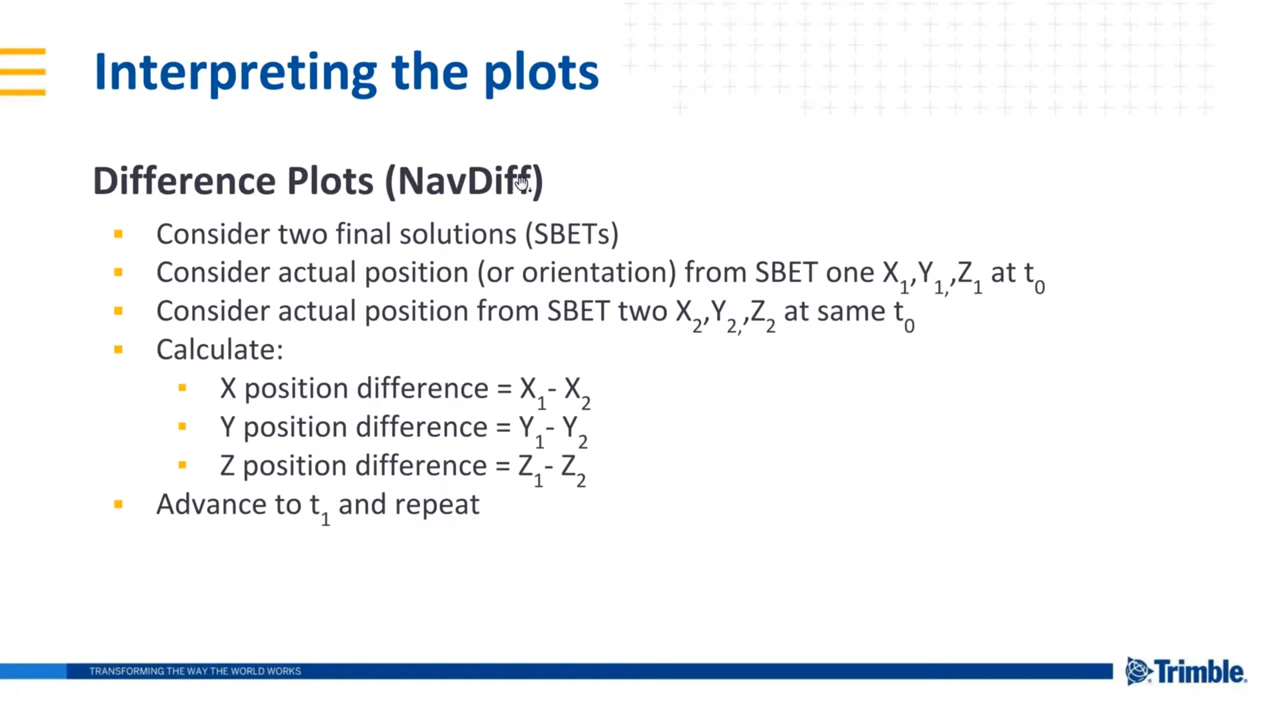 Interpreting the plots
Difference Plots (NavDiff)
▪ Consider two final solutions (SBETs)
▪ Consider actual position (or orientation) from SBET one X₁,Y₁,,Z₁ at t₀
▪ Consider actual position from SBET two X₂,Y₂,,Z₂ at same t₀
▪ Calculate:
▪ X position difference = X₁- X₂
▪ Y position difference = Y₁- Y₂
▪ Z position difference = Z₁- Z₂
▪ Advance to t₁ and repeat
TRANSFORMING THE WAY THE WORLD WORKS
Trimble.